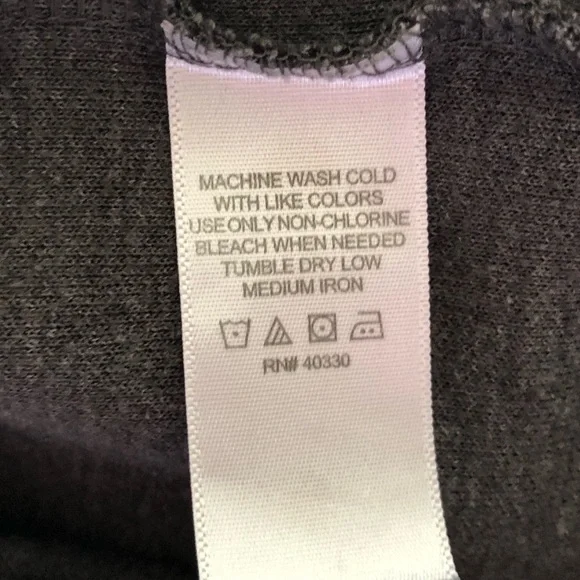 MACHINE WASH COLD
WITH LIKE COLORS
USE ONLY NON-CHLORINE
BLEACH WHEN NEEDED
TUMBLE DRY LOW
MEDIUM IRON
RN# 40330